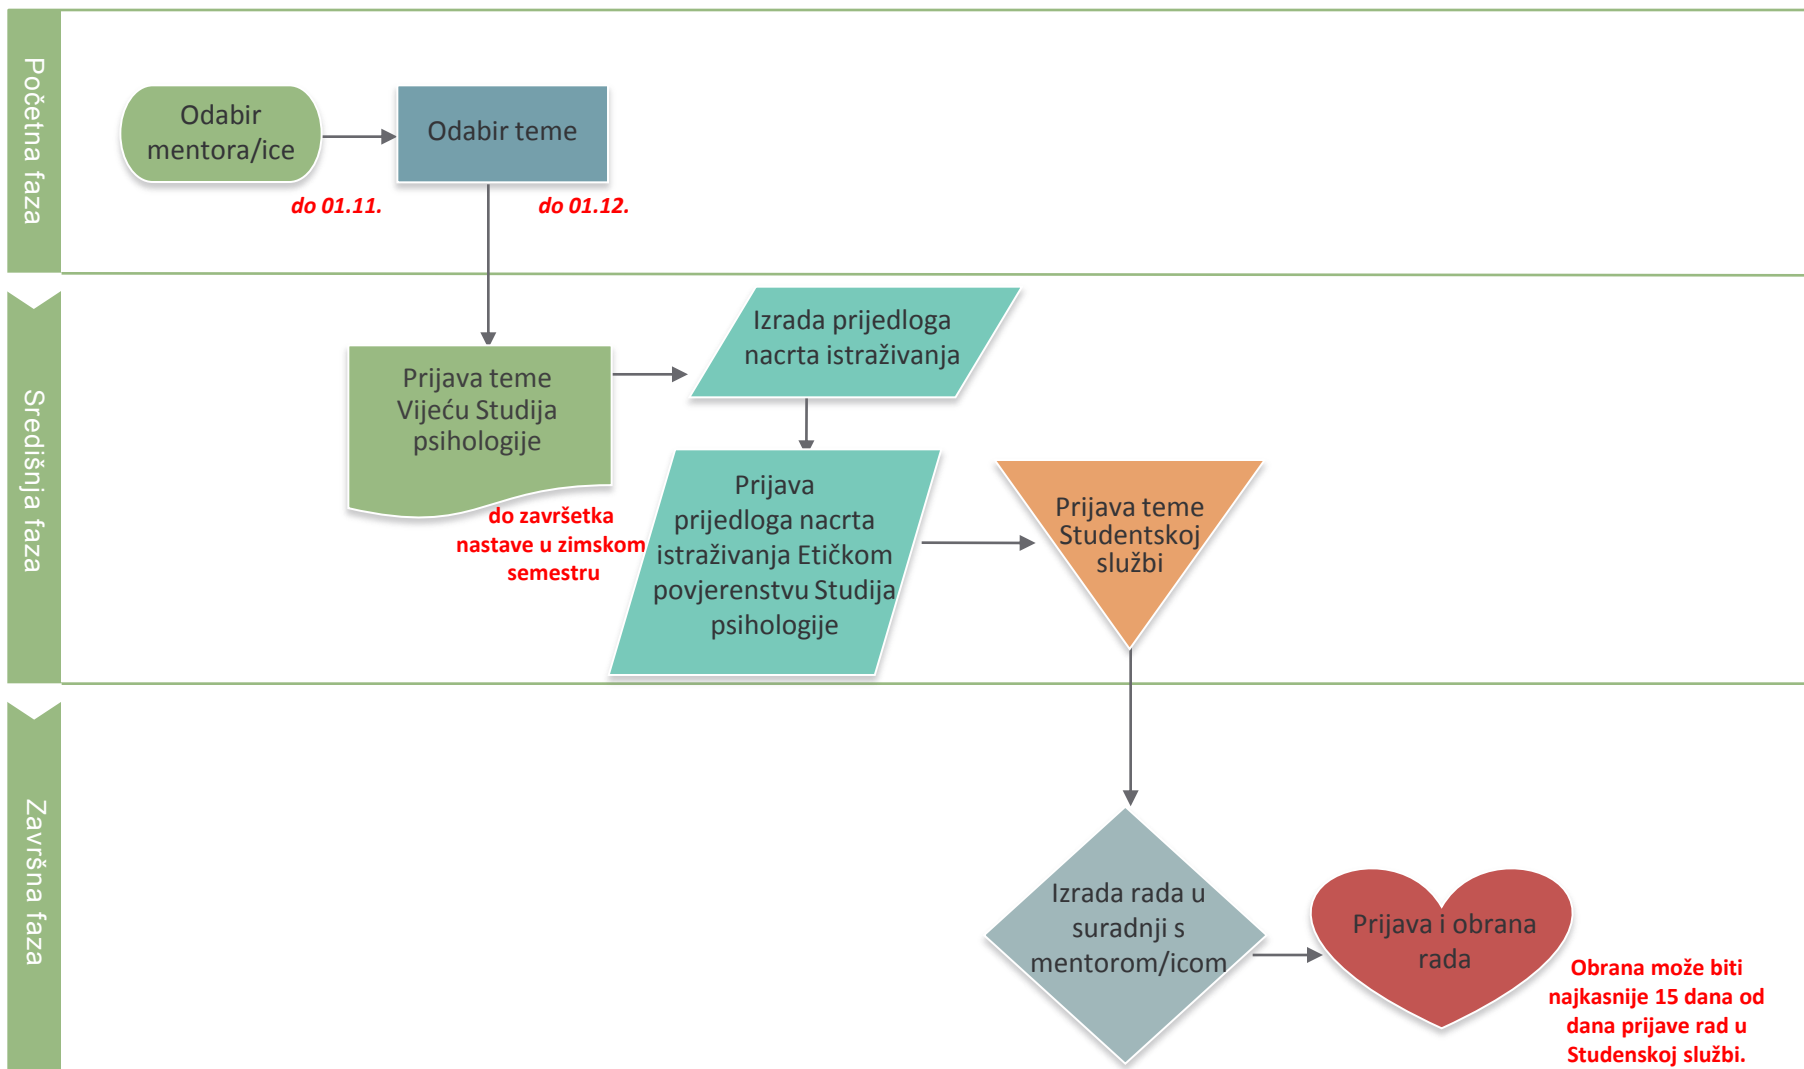 Početna faza
Odabir
mentora/ice
Odabir teme
do 01.11.
do 01.12.
Središnja faza
Prijava teme
Vijeću Studija
psihologije
do završetka
nastave u zimskom
semestru
Izrada prijedloga
nacrta istraživanja
Prijava
prijedloga nacrta
istraživanja Etičkom
povjerenstvu Studija
psihologije
Prijava teme
Studentskoj
službi
Završna faza
Izrada rada u
suradnji s
mentorom/icom
Prijava i obrana
rada
Obrana može biti
najkasnije 15 dana od
dana prijave rad u
Studenskoj službi.